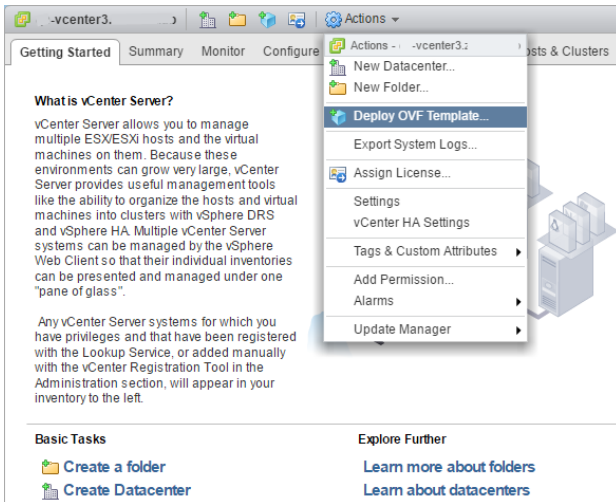 -vcenter3.
Actions
Getting Started Summary Monitor Configure
Actions - -vcenter3.
sts & Clusters
New Datacenter...
New Folder...
Deploy OVF Template...
Export System Logs...
Assign License...
Settings
vCenter HA Settings
Tags & Custom Attributes
Add Permission...
Alarms
Update Manager
What is vCenter Server?
vCenter Server allows you to manage
multiple ESX/ESXi hosts and the virtual
machines on them. Because these
environments can grow very large, vCenter
Server provides useful management tools
like the ability to organize the hosts and virtual
machines into clusters with vSphere DRS
and vSphere HA. Multiple vCenter Server
systems can be managed by the vSphere
Web Client so that their individual inventories
can be presented and managed under one
"pane of glass".
Any vCenter Server systems for which you
have privileges and that have been registered
with the Lookup Service, or added manually
with the vCenter Registration Tool in the
Administration section, will appear in your
inventory to the left.
Basic Tasks
Create a folder
Create Datacenter
Explore Further
Learn more about folders
Learn about datacenters